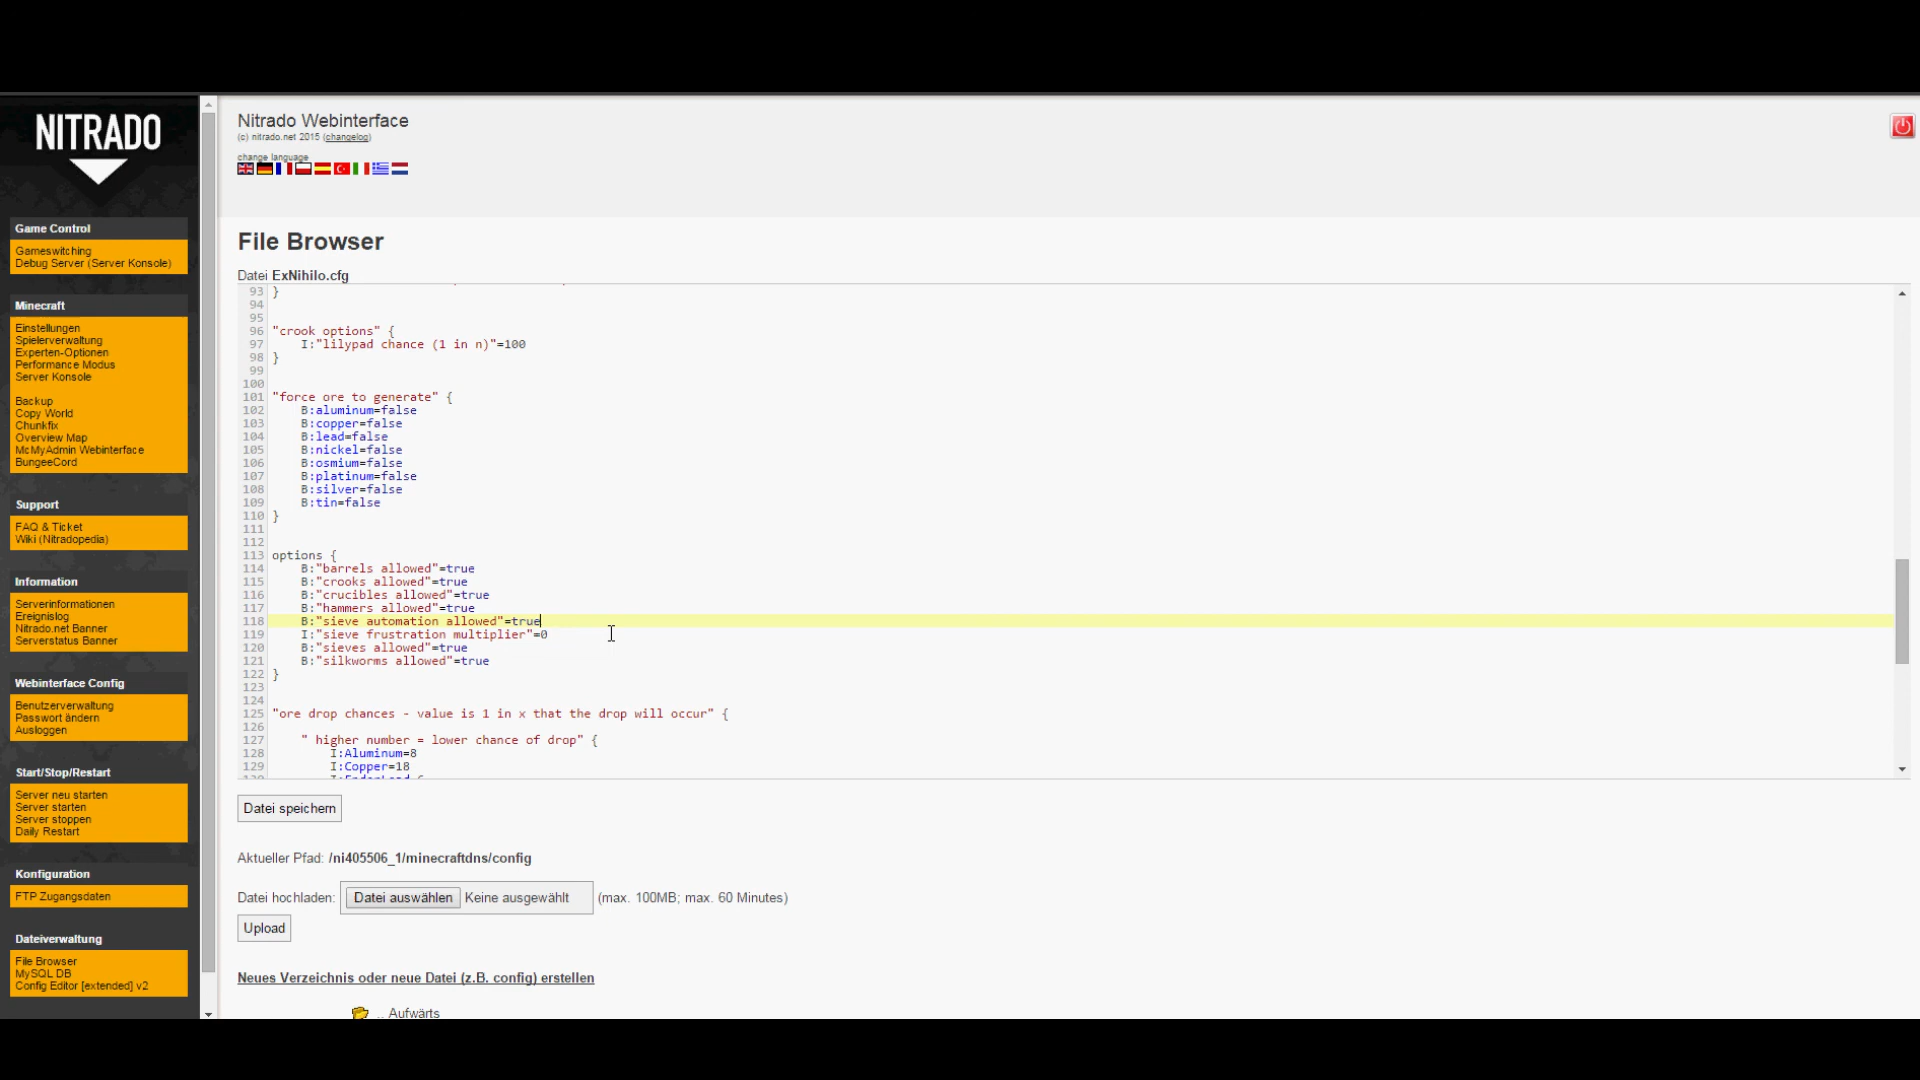 NITRADO
Game Control
Gameswitching
Debug Server (Server Konsole)
Minecraft
Einstellungen
Spielerverwaltung
Experten-Optionen
Performance Modus
Server Konsole
Backup
Copy World
Chunkfix
Overview Map
McMyAdmin Webinterface
BungeeCord
Support
FAQ & Ticket
Wiki (Nitradopedia)
Information
Serverinformationen
Ereignislog
Nitrado.net Banner
Serverstatus Banner
Webinterface Config
Benutzerverwaltung
Passwort ändern
Ausloggen
Start/Stop/Restart
Server neu starten
Server starten
Server stoppen
Daily Restart
Konfiguration
FTP Zugangsdaten
Dateiverwaltung
File Browser
MySQL DB
Config Editor [extended] v2
Nitrado Webinterface
(c) nitrado.net 2015 (changelog)
change language
File Browser
Datei ExNihilo.cfg
93 }
94
95
96 "crook options" {
97 I:"lilypad chance (1 in n)"=100
98 }
99
100
101 "force ore to generate" {
102 B:aluminum=false
103 B:copper=false
104 B:lead=false
105 B:nickel=false
106 B:osmium=false
107 B:platinum=false
108 B:silver=false
109 B:tin=false
110 }
111
112
113 options {
114 B:"barrels allowed"=true
115 B:"crooks allowed"=true
116 B:"crucibles allowed"=true
117 B:"hammers allowed"=true
118 B:"sieve automation allowed"=true
119 I:"sieve frustration multiplier"=0
120 B:"sieves allowed"=true
121 B:"silkworms allowed"=true
122 }
123
124
125 "ore drop chances - value is 1 in x that the drop will occur" {
126
127 " higher number = lower chance of drop" {
128 I:Aluminum=8
129 I:Copper=18
Datei speichern
Aktueller Pfad: /ni405506_1/minecraftdns/config
Datei hochladen: Datei auswählen Keine ausgewählt (max. 100MB; max. 60 Minutes)
Upload
Neues Verzeichnis oder neue Datei (z.B. config) erstellen
.. Aufwärts